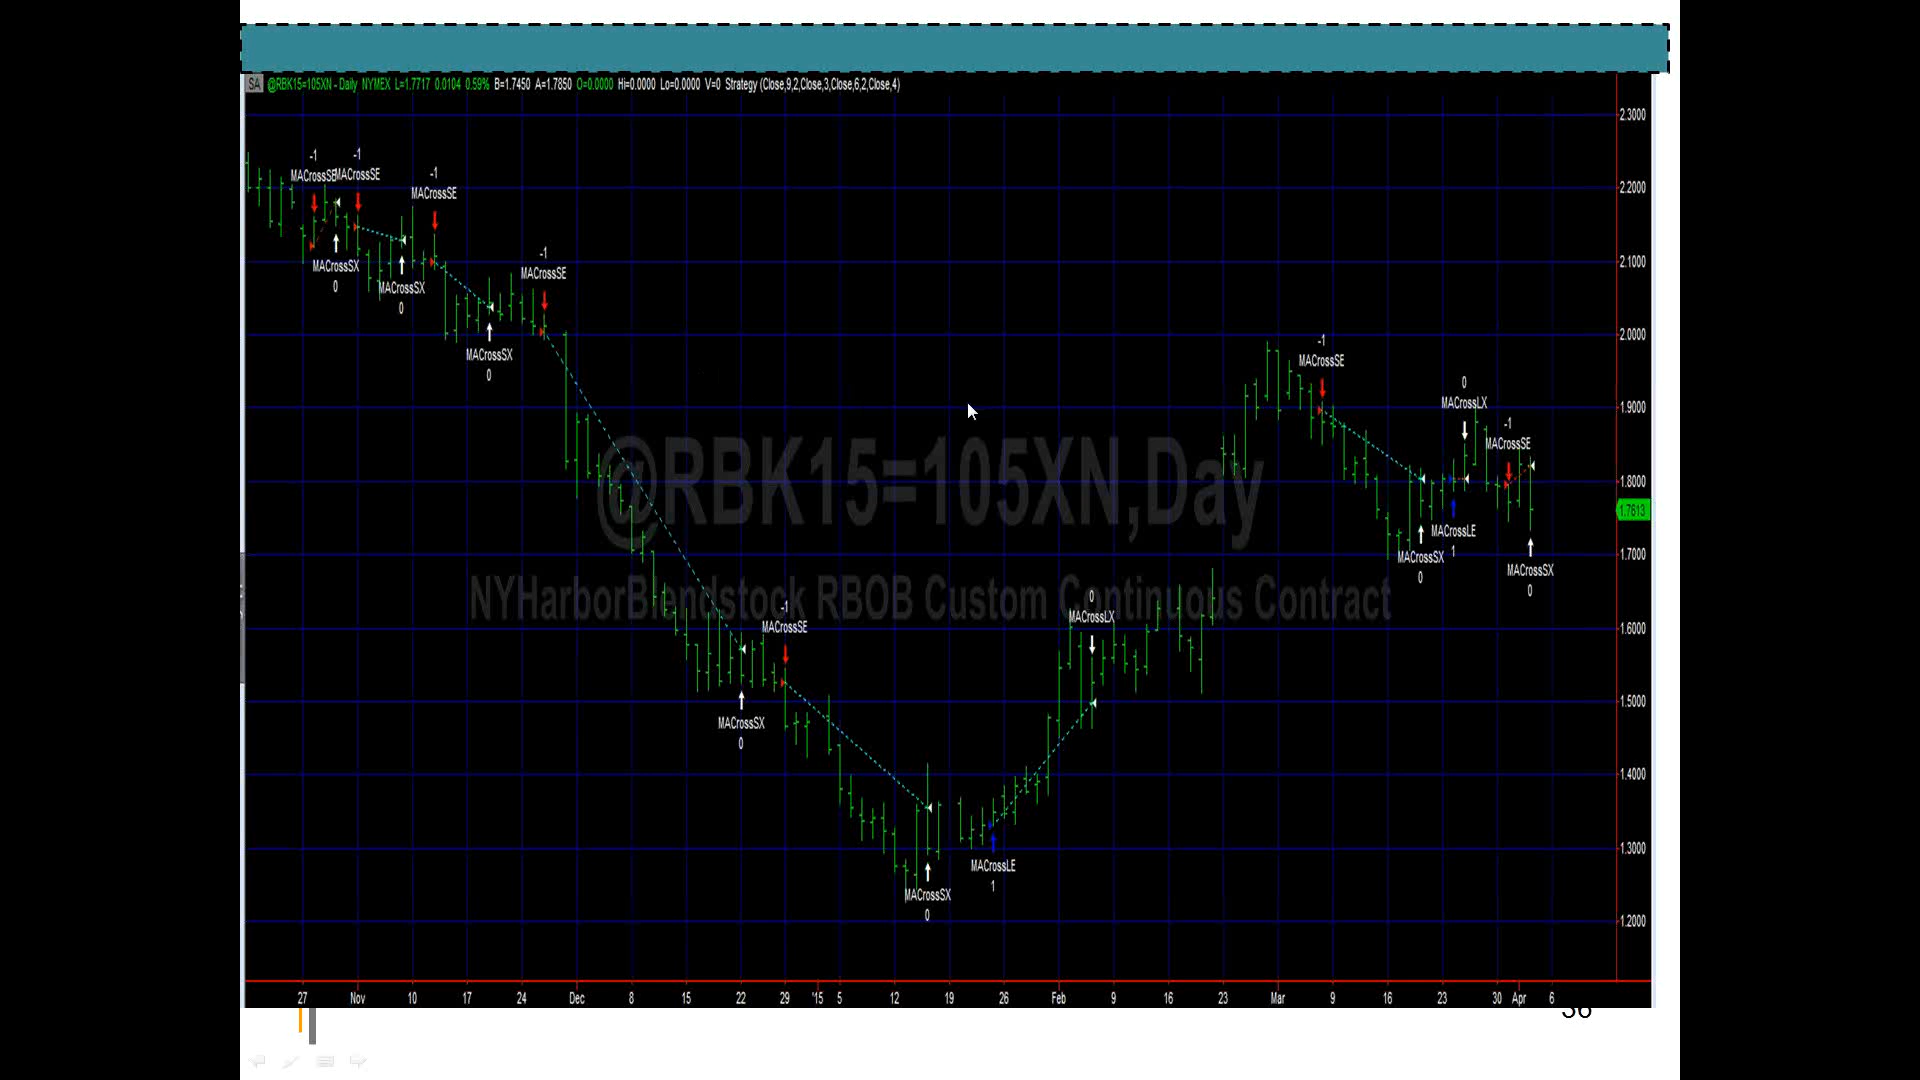 SA @RBK15=105XN - Daily NYMEX L=1.7717 0.0104 0.59% B=1.7450 A=1.7850 O=0.0000 Hi=0.0000 Lo=0.0000 V=0 Strategy (Close,9,2,Close,3,Close,6,2,Close,4)
2.3000
-1 -1
MACrossSE MACrossSE
-1
MACrossSE
2.2000
MACrossSX
0
MACrossSX
0
-1
MACrossSE
2.1000
MACrossSX
0
2.0000
-1
MACrossSE
0
MACrossLX
1.9000
-1
MACrossSE
@RBK15=105XN,Day
1.8000
1.7613
MACrossLE
1
MACrossSX
0
1.7000
MACrossSX
0
NYHarborBlendstock RBOB Custom Continuous Contract
0
MACrossLX
-1
MACrossSE
1.6000
MACrossSX
0
1.5000
1.4000
1.3000
MACrossLE
1
MACrossSX
0
1.2000
27 Nov 10 17 24 Dec 8 15 22 29 '15 5 12 19 26 Feb 9 16 23 Mar 9 16 23 30 Apr 6
36